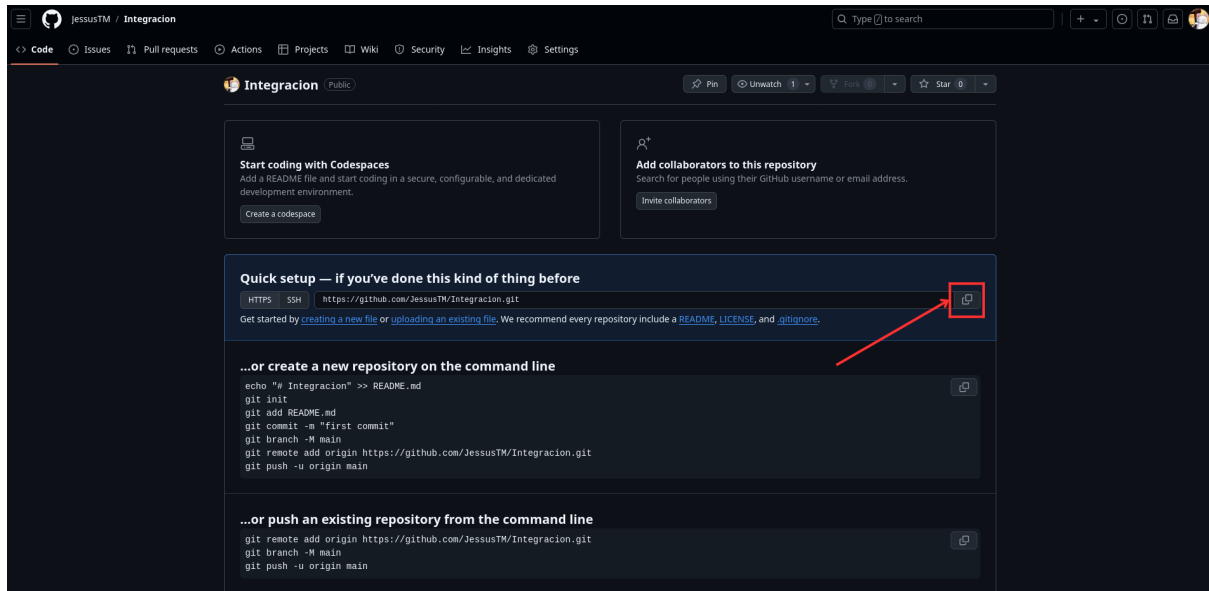 JessusTM / Integracion
Type / to search
Code Issues Pull requests Actions Projects Wiki Security Insights Settings
Integracion Public
Pin Unwatch 1 Fork 0 Star 0
Start coding with Codespaces
Add a README file and start coding in a secure, configurable, and dedicated
development environment.
Create a codespace
Add collaborators to this repository
Search for people using their GitHub username or email address.
Invite collaborators
Quick setup — if you’ve done this kind of thing before
HTTPS SSH https://github.com/JessusTM/Integracion.git
Get started by creating a new file or uploading an existing file. We recommend every repository include a README, LICENSE, and .gitignore.
…or create a new repository on the command line
echo "# Integracion" >> README.md
git init
git add README.md
git commit -m "first commit"
git branch -M main
git remote add origin https://github.com/JessusTM/Integracion.git
git push -u origin main
…or push an existing repository from the command line
git remote add origin https://github.com/JessusTM/Integracion.git
git branch -M main
git push -u origin main